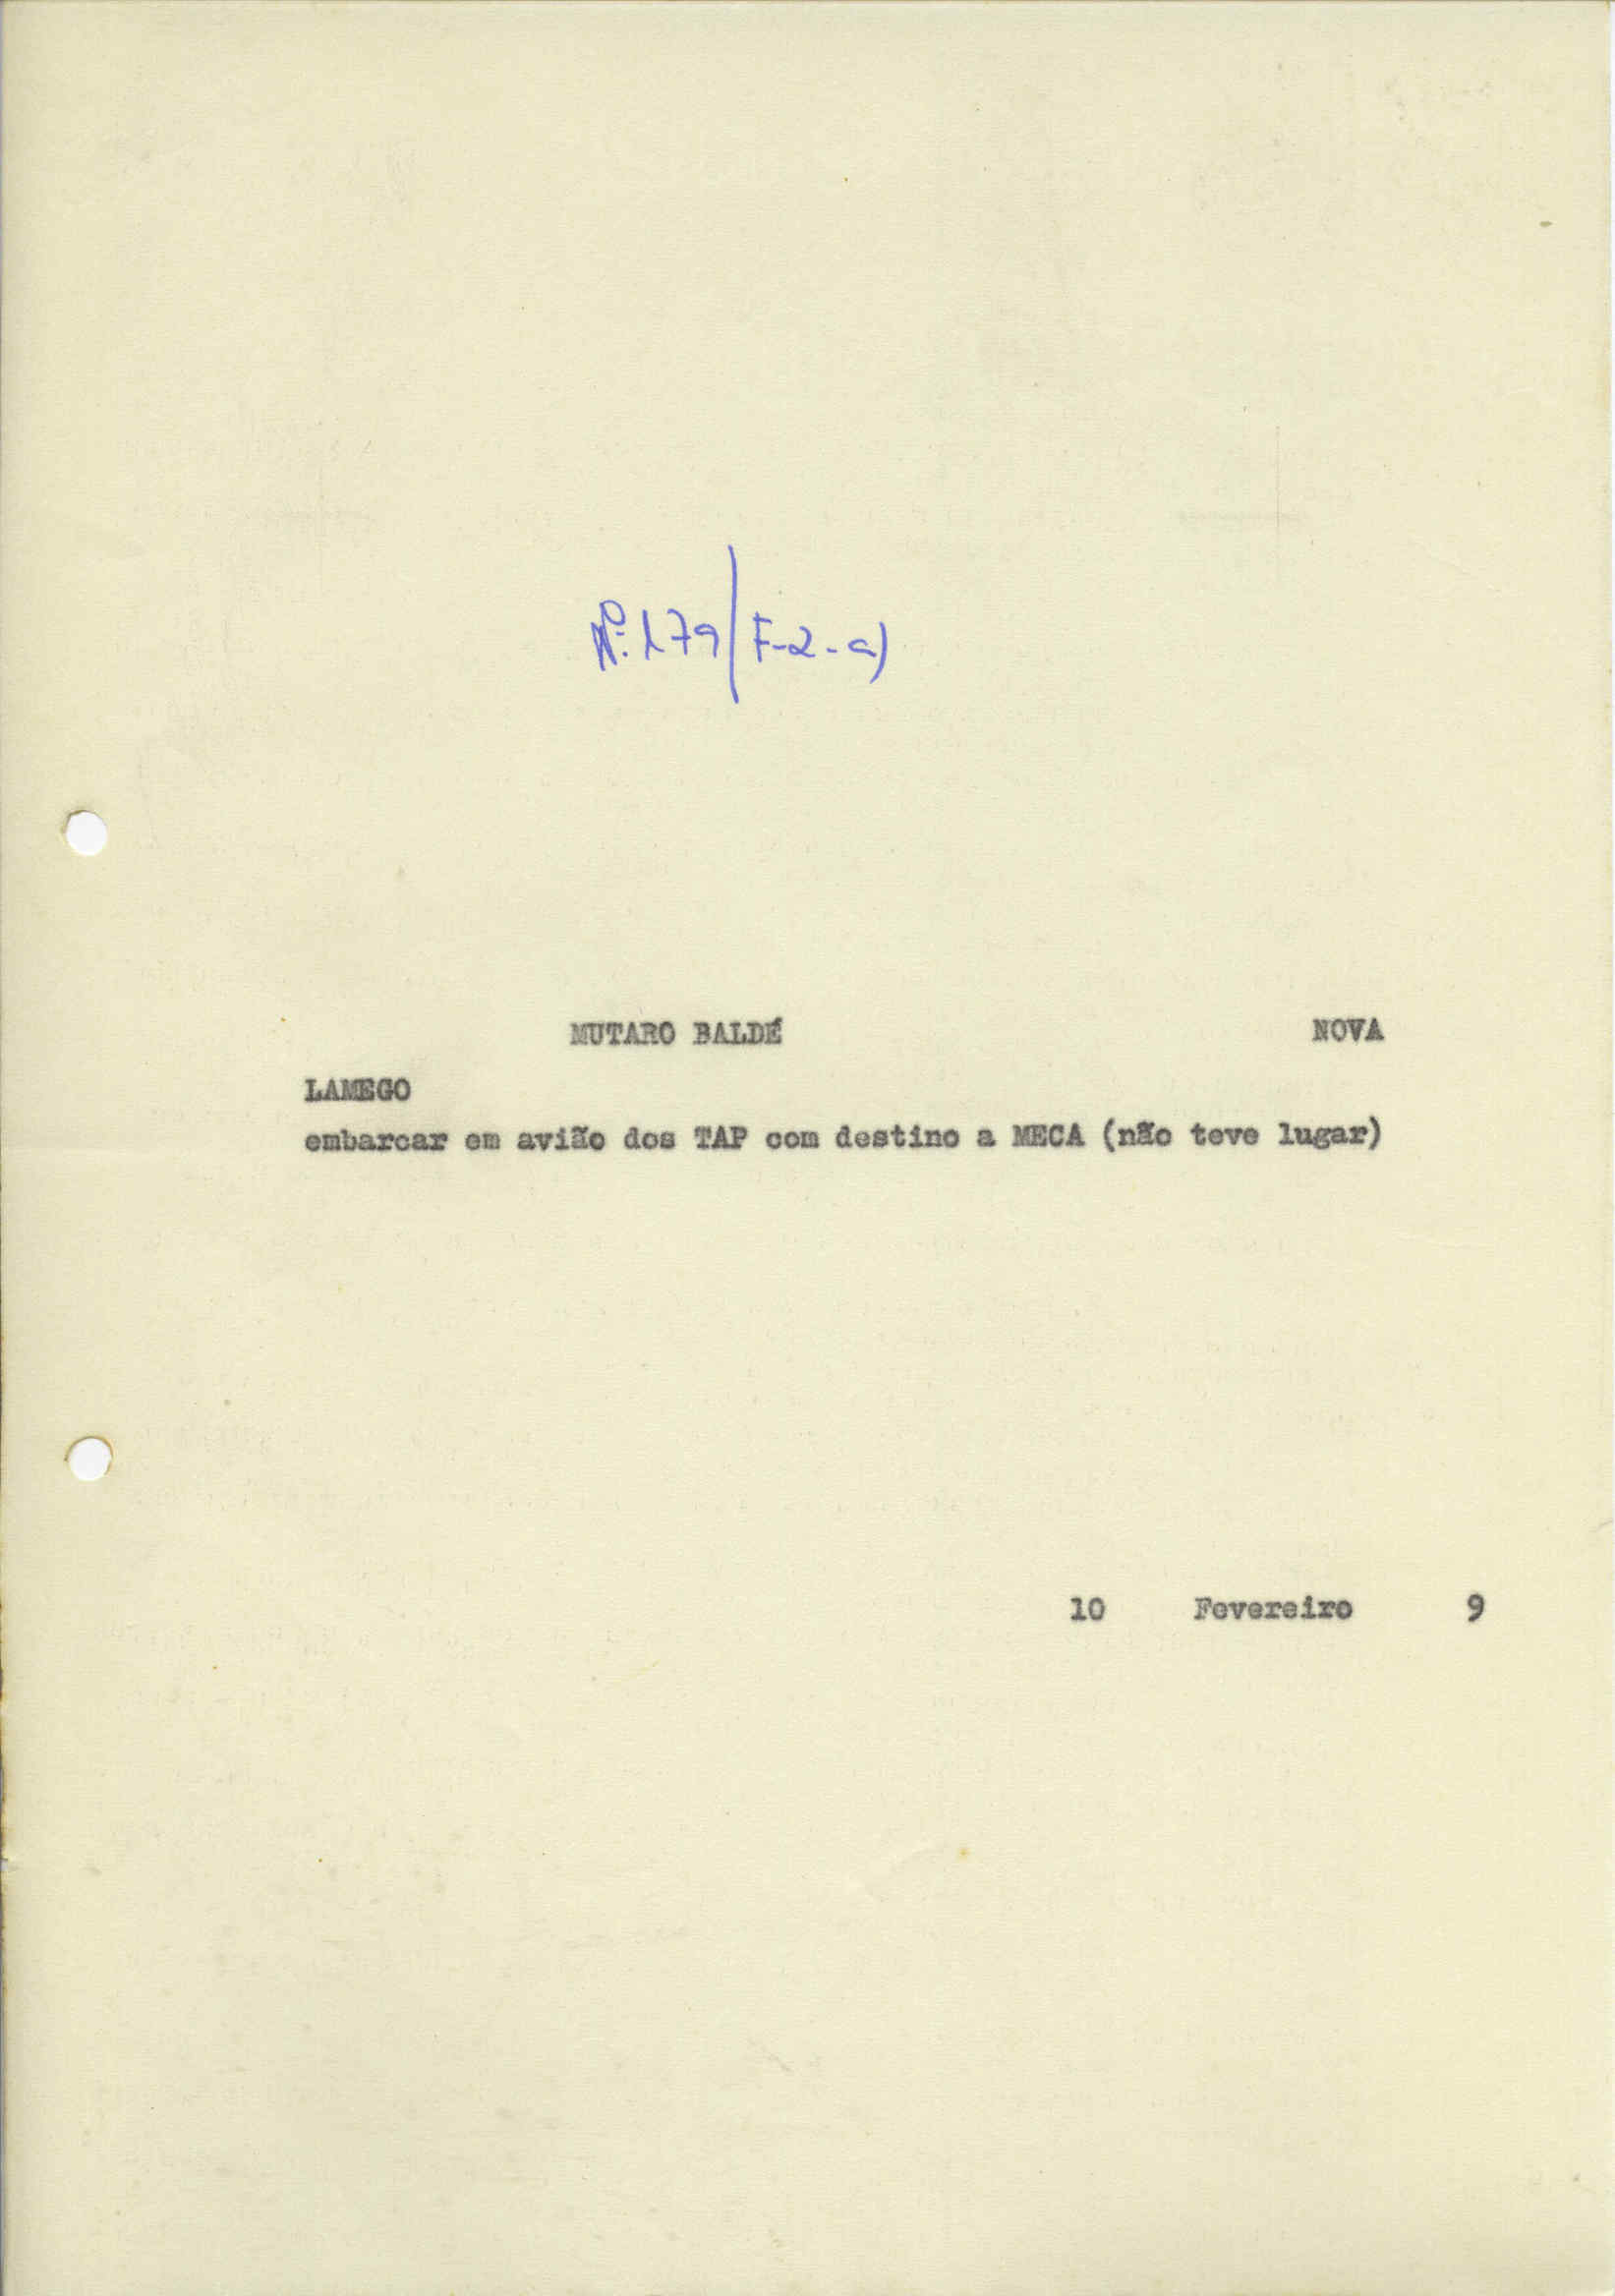 Nº. 179/F-2-a)
MUTARO BALDÉ NOVA
LAMEGO
embarcar em avião dos TAP com destino a MECA (não teve lugar)
10 Fevereiro 9